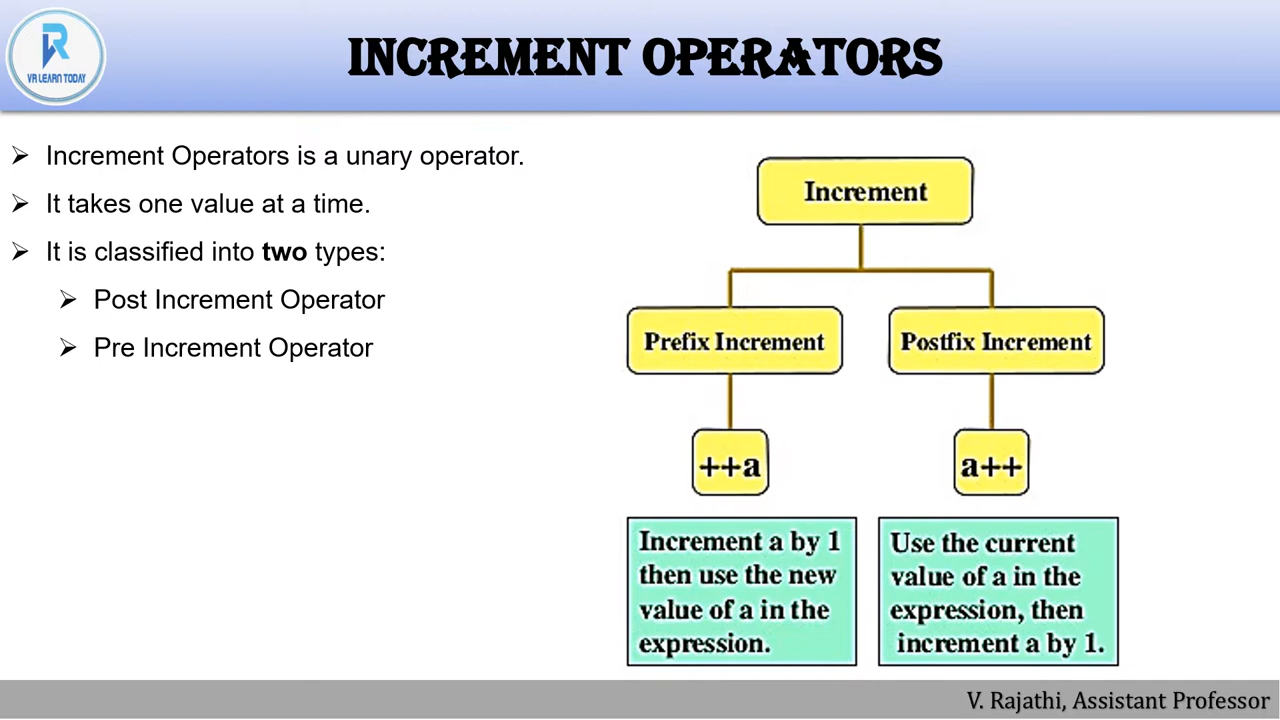 VR LEARN TODAY
INCREMENT OPERATORS
➢ Increment Operators is a unary operator.
➢ It takes one value at a time.
➢ It is classified into two types:
➢ Post Increment Operator
➢ Pre Increment Operator
Increment
Prefix Increment
Postfix Increment
++a
a++
Increment a by 1
then use the new
value of a in the
expression.
Use the current
value of a in the
expression, then
increment a by 1.
V. Rajathi, Assistant Professor